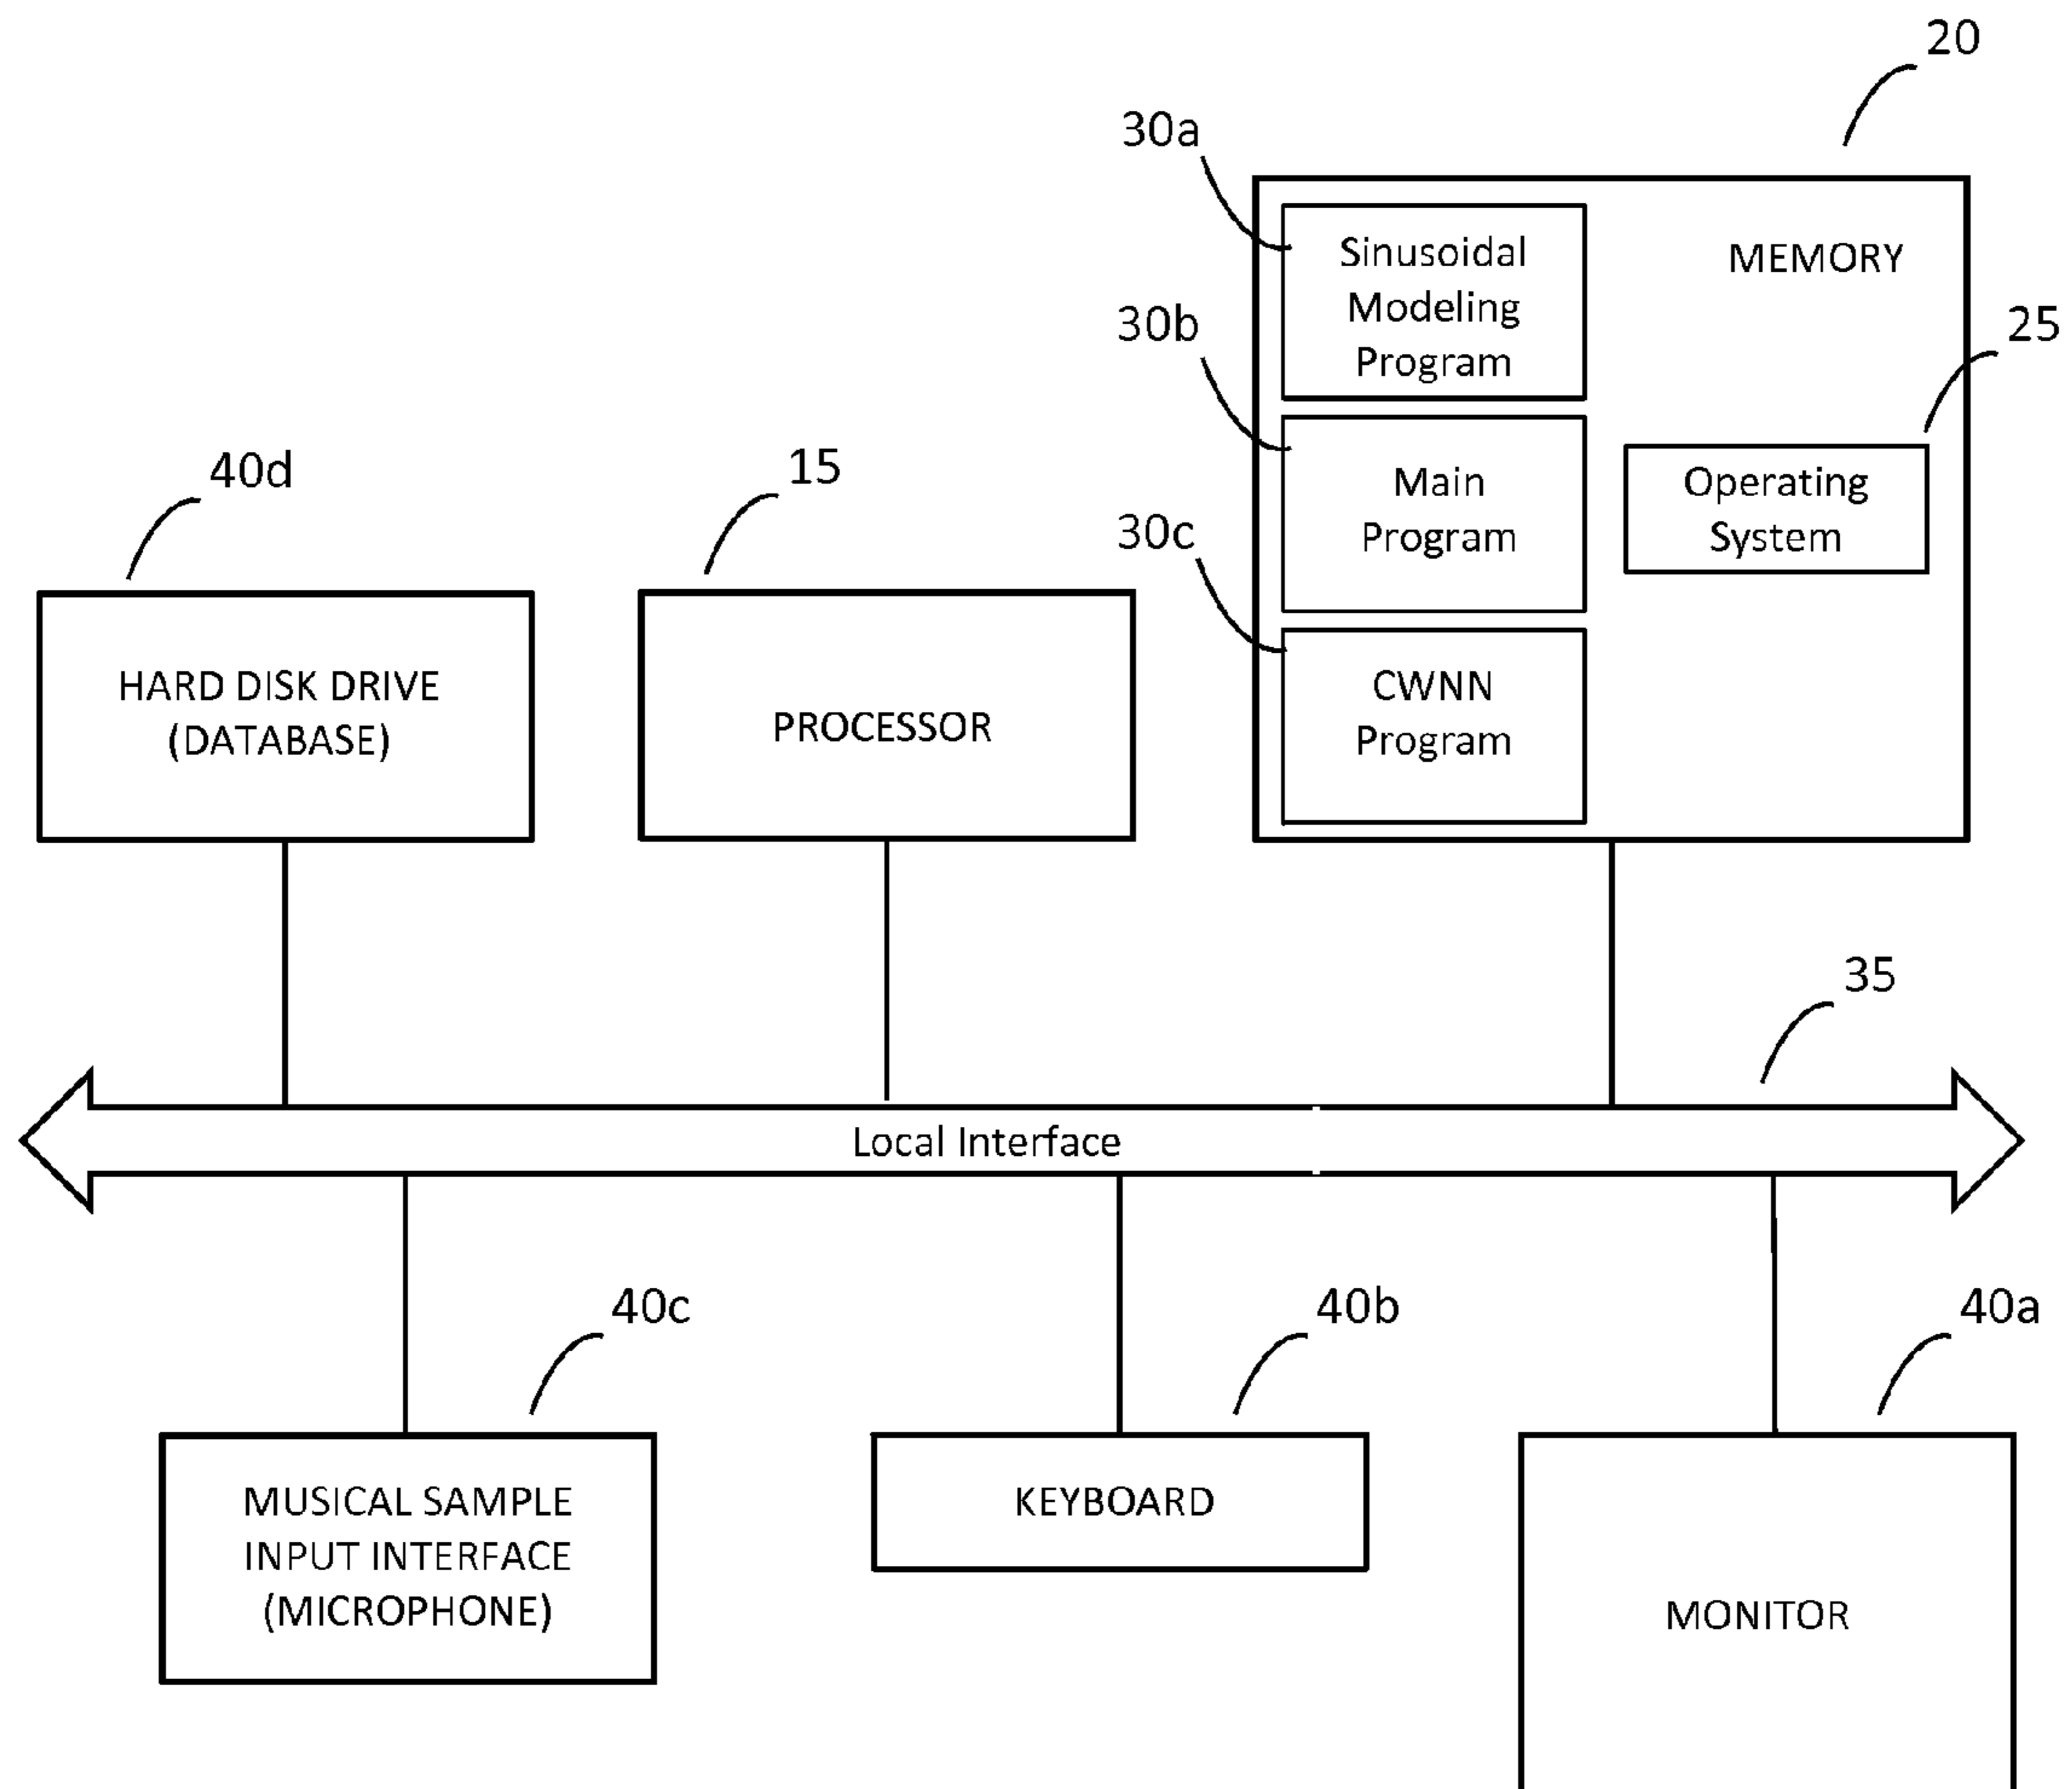 20
30a
Sinusoidal
Modeling
Program
MEMORY
30b
25
40d
15
Main
Program
Operating
System
30c
HARD DISK DRIVE
(DATABASE)
PROCESSOR
CWNN
Program
35
Local Interface
40c
40b
40a
MUSICAL SAMPLE
INPUT INTERFACE
(MICROPHONE)
KEYBOARD
MONITOR